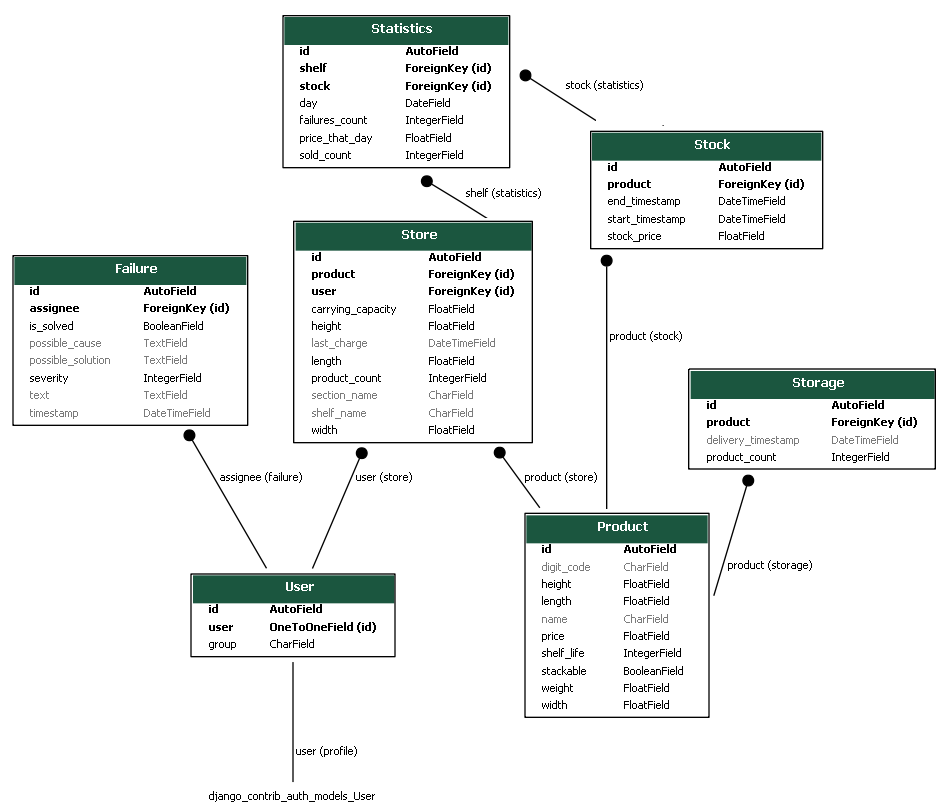 Statistics
id AutoField
shelf ForeignKey (id)
stock ForeignKey (id)
day DateField
failures_count IntegerField
price_that_day FloatField
sold_count IntegerField
stock (statistics)
Stock
id AutoField
product ForeignKey (id)
end_timestamp DateTimeField
start_timestamp DateTimeField
stock_price FloatField
shelf (statistics)
Store
id AutoField
product ForeignKey (id)
user ForeignKey (id)
carrying_capacity FloatField
height FloatField
last_charge DateTimeField
length FloatField
product_count IntegerField
section_name CharField
shelf_name CharField
width FloatField
Failure
id AutoField
assignee ForeignKey (id)
is_solved BooleanField
possible_cause TextField
possible_solution TextField
severity IntegerField
text TextField
timestamp DateTimeField
product (stock)
Storage
id AutoField
product ForeignKey (id)
delivery_timestamp DateTimeField
product_count IntegerField
assignee (failure)
user (store)
product (store)
Product
id AutoField
digit_code CharField
height FloatField
length FloatField
name CharField
price FloatField
shelf_life IntegerField
stackable BooleanField
weight FloatField
width FloatField
product (storage)
User
id AutoField
user OneToOneField (id)
group CharField
user (profile)
django_contrib_auth_models_User